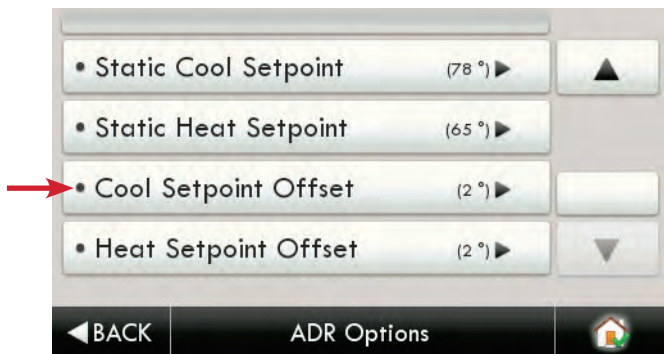 • Static Cool Setpoint (78 °) ▶
• Static Heat Setpoint (65 °) ▶
• Cool Setpoint Offset (2 °) ▶
• Heat Setpoint Offset (2 °) ▶
◀ BACK ADR Options